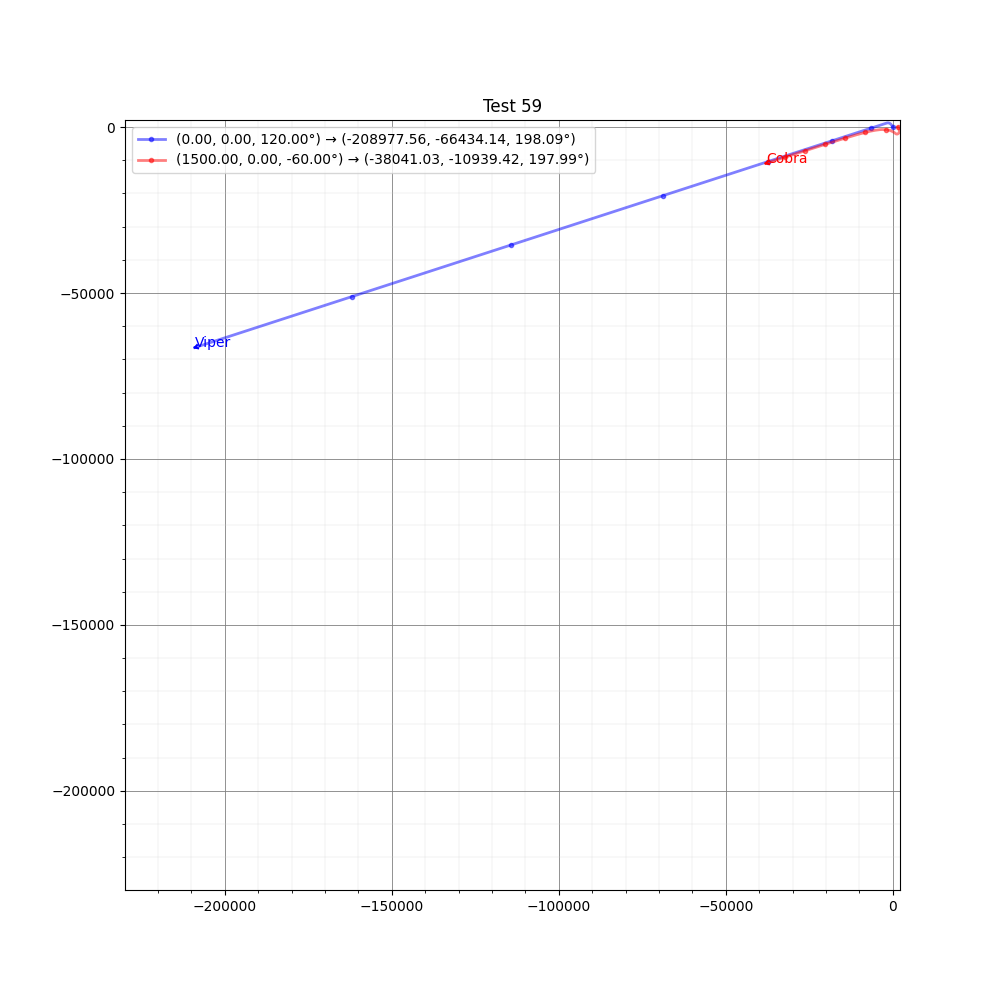 Test 59
0
(0.00, 0.00, 120.00°) → (-208977.56, -66434.14, 198.09°)
(1500.00, 0.00, -60.00°) → (-38041.03, -10939.42, 197.99°)
Cobra
−50000
Viper
−100000
−150000
−200000
−200000 −150000 −100000 −50000 0